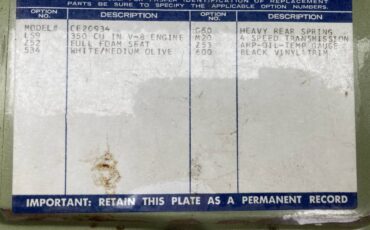 PARTS BE SURE TO SPECIFY THE APPLICABLE OPTION NUMBERS.
OPTION NO. DESCRIPTION OPTION NO. DESCRIPTION
MODEL# CE20934 G60 HEAVY REAR SPRING
LS9 350 CU IN V-8 ENGINE M20 4 SPEED TRANSMISSION
Z52 FULL FOAM SEAT Z53 AMP-OIL-TEMP GAUGE
536 WHITE/MEDIUM OLIVE 600 BLACK VINYL TRIM
IMPORTANT: RETAIN THIS PLATE AS A PERMANENT RECORD